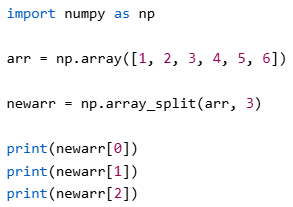 import numpy as np
arr = np.array([1, 2, 3, 4, 5, 6])
newarr = np.array_split(arr, 3)
print(newarr[0])
print(newarr[1])
print(newarr[2])